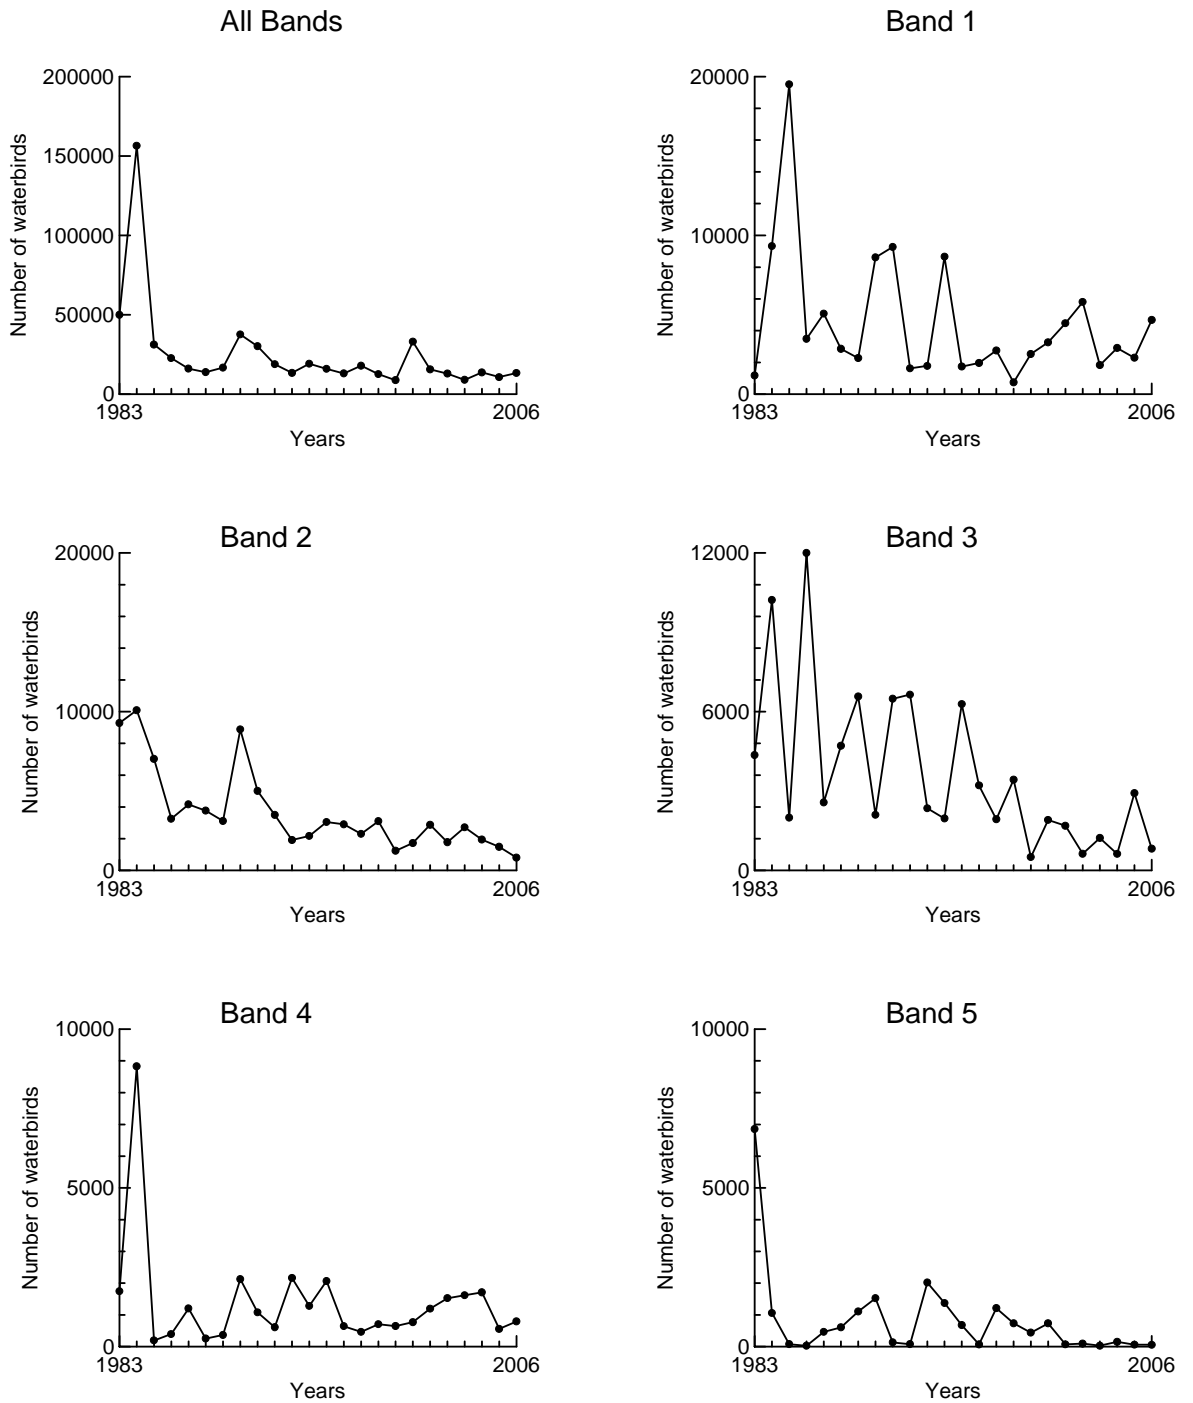 All Bands
200000
150000
100000
50000
0
Number of waterbirds
1983
2006
Years
Band 1
20000
10000
0
Number of waterbirds
1983
2006
Years
Band 2
20000
10000
0
Number of waterbirds
1983
2006
Years
Band 3
12000
6000
0
Number of waterbirds
1983
2006
Years
Band 4
10000
5000
0
Number of waterbirds
1983
2006
Years
Band 5
10000
5000
0
Number of waterbirds
1983
2006
Years